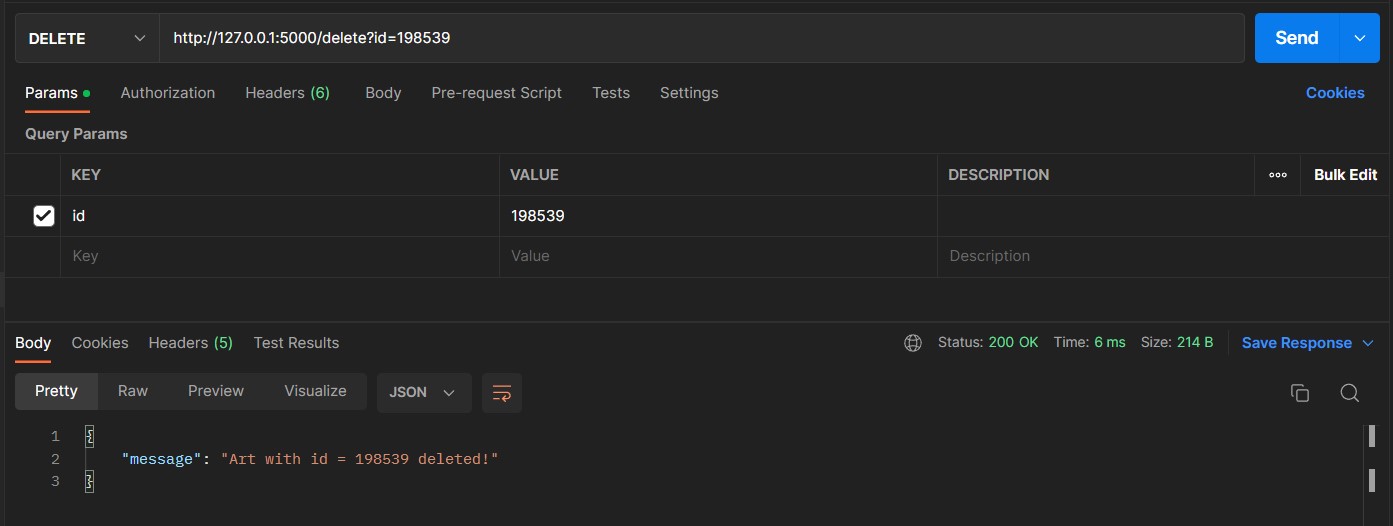 DELETE http://127.0.0.1:5000/delete?id=198539 Send
Params Authorization Headers (6) Body Pre-request Script Tests Settings Cookies
Query Params
KEY VALUE DESCRIPTION Bulk Edit
id 198539
Key Value Description
Body Cookies Headers (5) Test Results Status: 200 OK Time: 6 ms Size: 214 B Save Response
Pretty Raw Preview Visualize JSON
1 {
2 "message": "Art with id = 198539 deleted!"
3 }